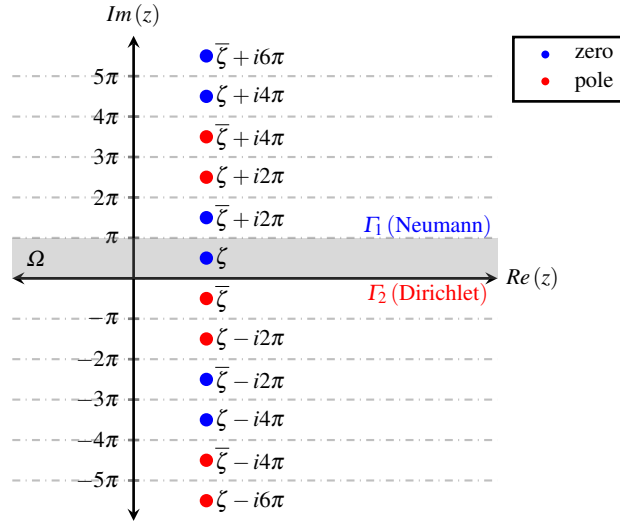 Im(z)
zero
pole
5π
4π
3π
2π
π
−π
−2π
−3π
−4π
−5π
ζ̅ + i6π
ζ + i4π
ζ̅ + i4π
ζ + i2π
ζ̅ + i2π
Γ₁ (Neumann)
Ω
ζ
Re(z)
Γ₂ (Dirichlet)
ζ̅
ζ − i2π
ζ̅ − i2π
ζ − i4π
ζ̅ − i4π
ζ − i6π